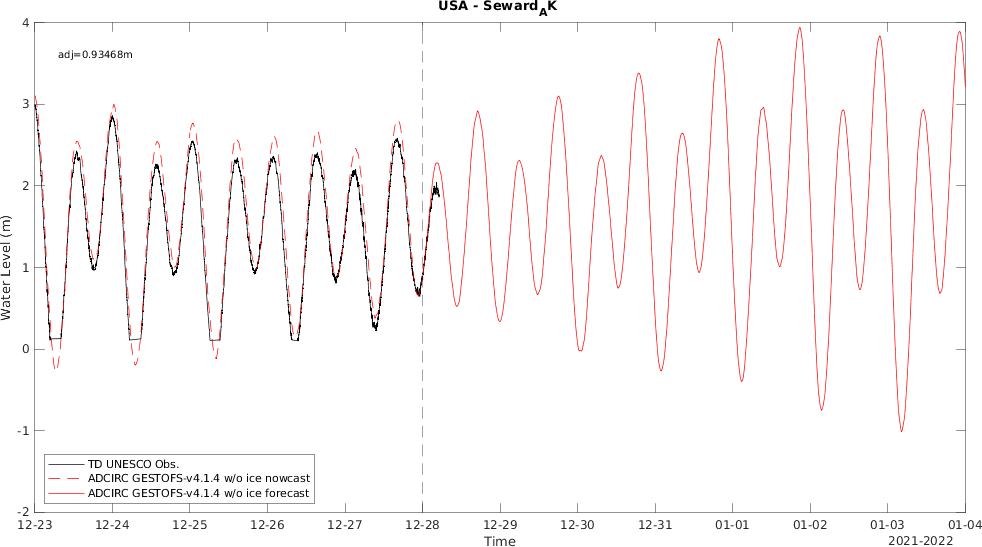 USA - Seward_AK
4
adj=0.93468m
3
2
1
0
-1
-2
Water Level (m)
TD UNESCO Obs.
ADCIRC GESTOFS-v4.1.4 w/o ice nowcast
ADCIRC GESTOFS-v4.1.4 w/o ice forecast
12-23 12-24 12-25 12-26 12-27 12-28 12-29 12-30 12-31 01-01 01-02 01-03 01-04
Time
2021-2022